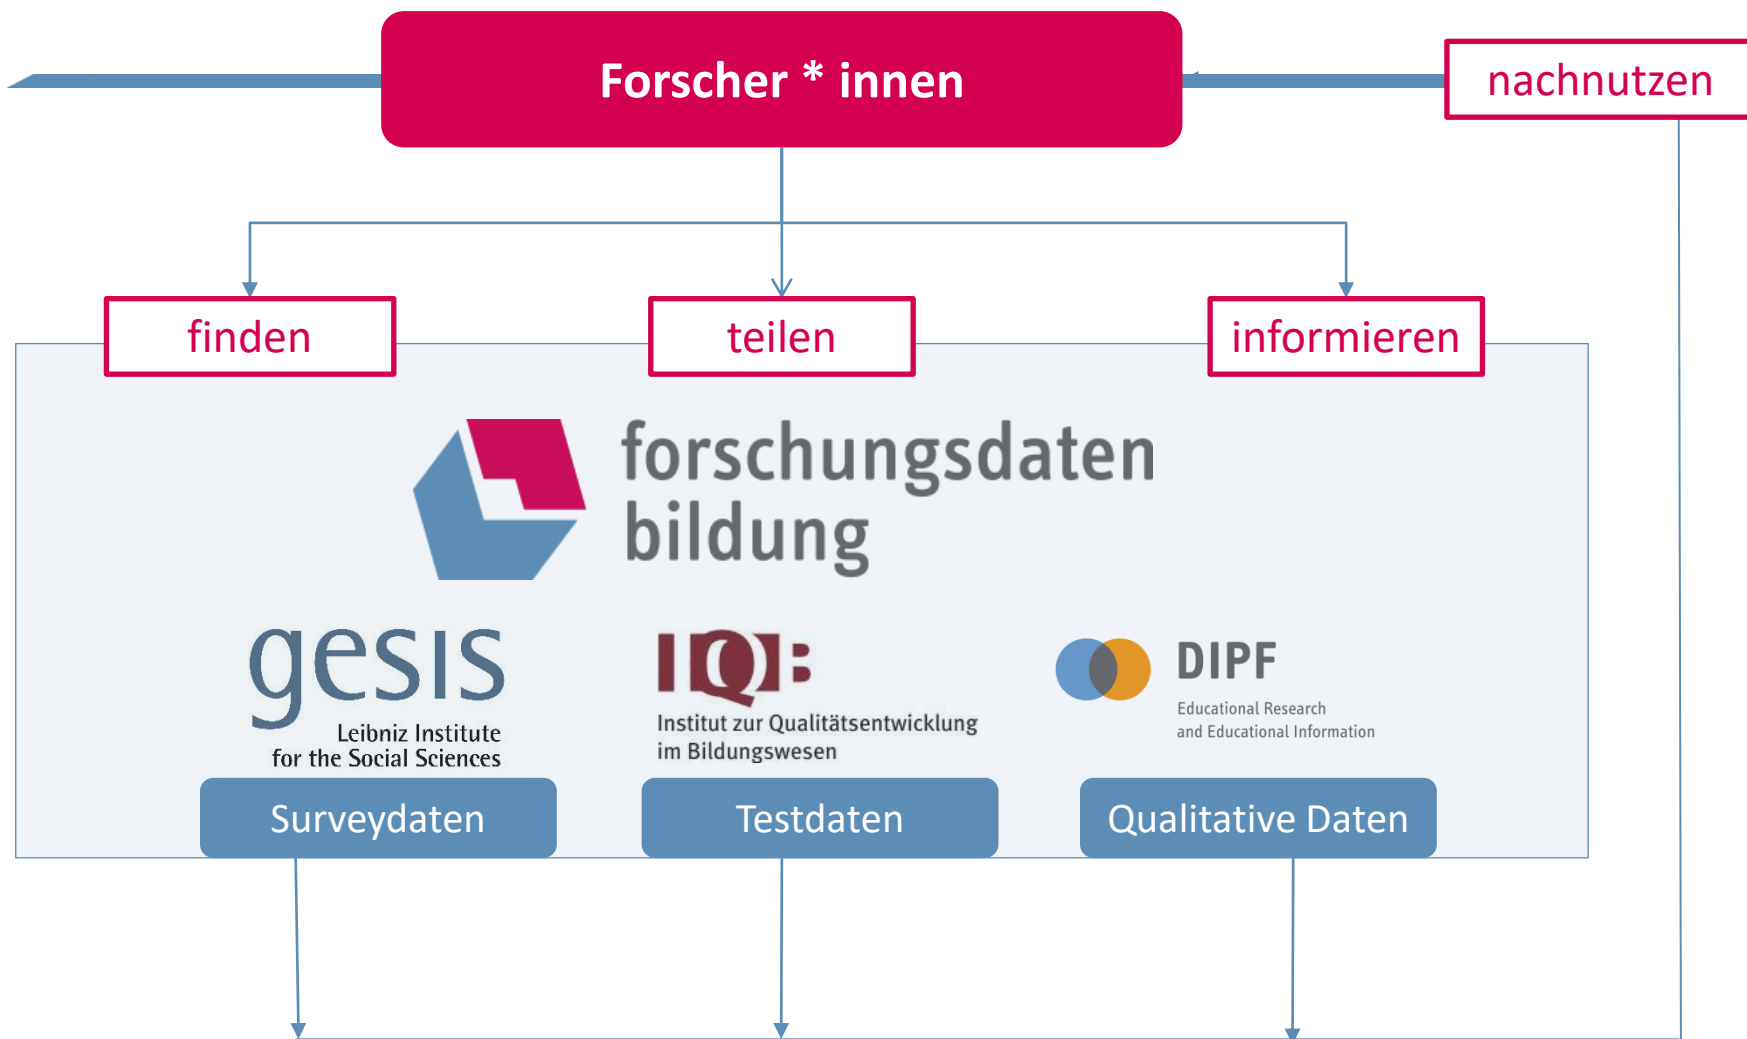 Forscher * innen
nachnutzen
finden
teilen
informieren
forschungsdaten
bildung
gesis
Leibniz Institute
for the Social Sciences
IQB
Institut zur Qualitätsentwicklung
im Bildungswesen
DIPF
Educational Research
and Educational Information
Surveydaten
Testdaten
Qualitative Daten